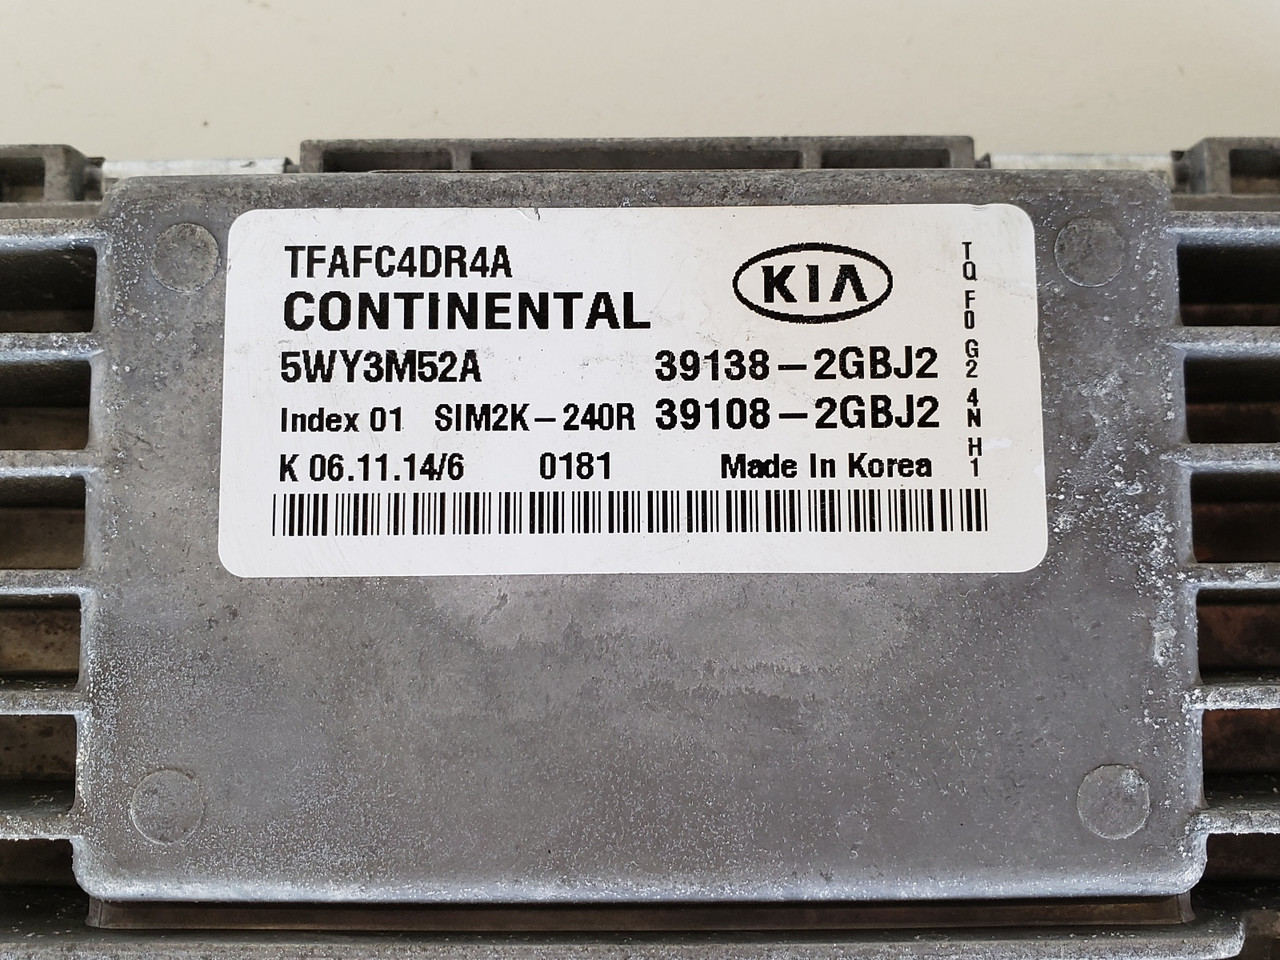 TFAFC4DR4A
CONTINENTAL
KIA
5WY3M52A 39138-2GBJ2
Index 01 SIM2K-240R 39108-2GBJ2
K 06.11.14/6 0181 Made In Korea
TQ F0 G2 4N H1